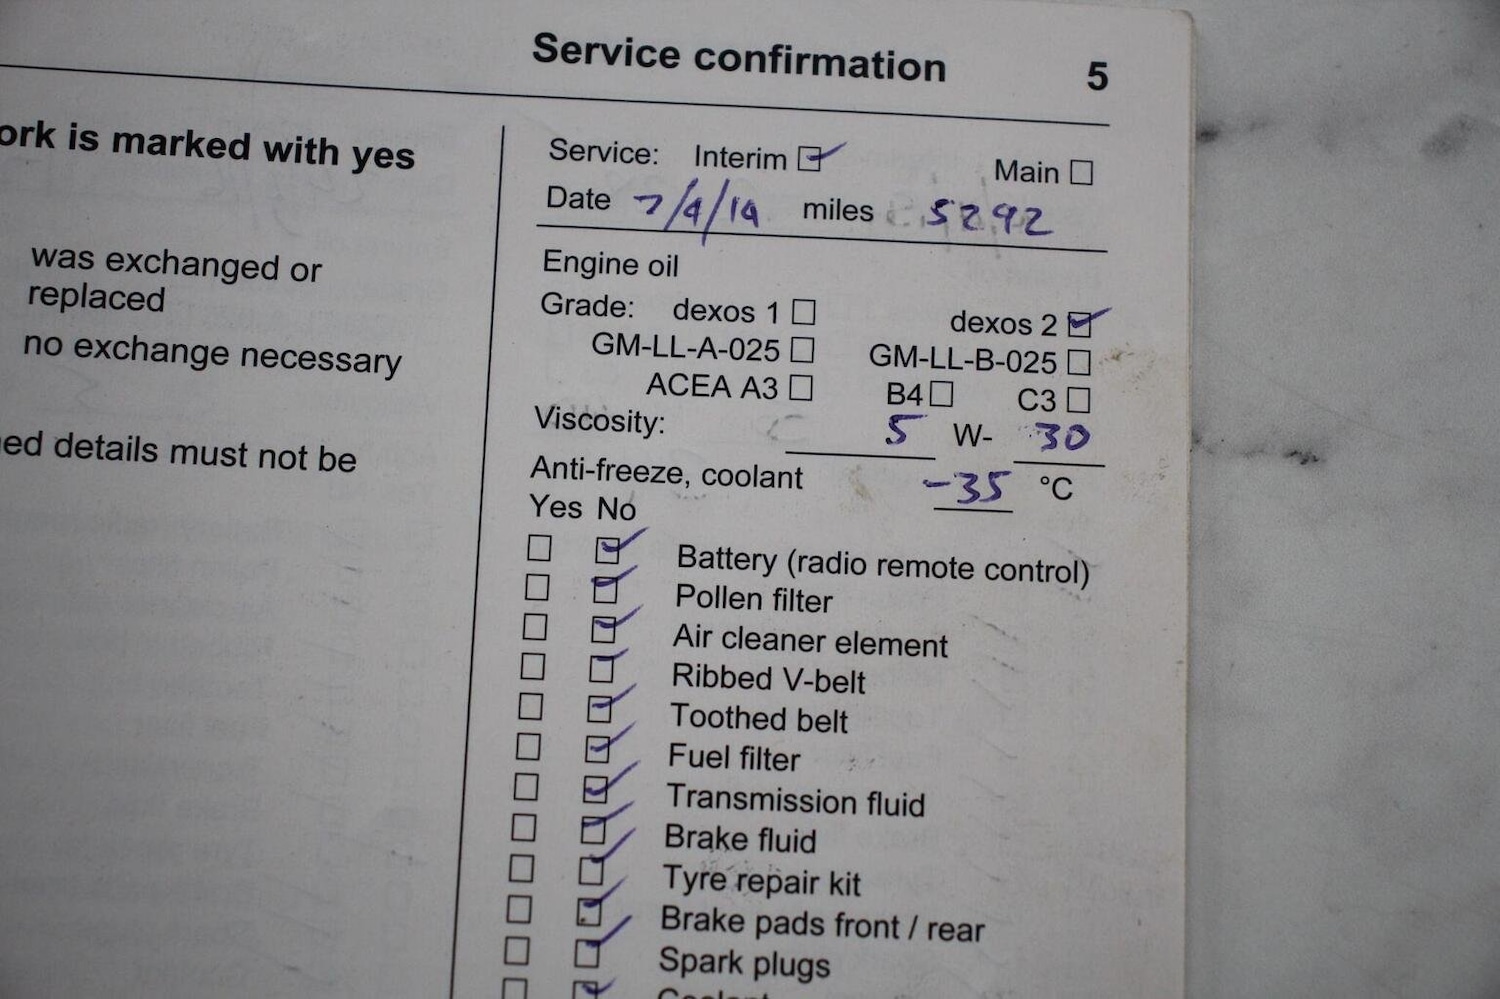 Service confirmation 5
ork is marked with yes
was exchanged or
replaced
no exchange necessary
ed details must not be
Service: Interim Main
Date 7/4/14 miles 5292
Engine oil
Grade: dexos 1 dexos 2
GM-LL-A-025 GM-LL-B-025
ACEA A3 B4 C3
Viscosity: 5 W- 30
Anti-freeze, coolant -35 °C
Yes No
Battery (radio remote control)
Pollen filter
Air cleaner element
Ribbed V-belt
Toothed belt
Fuel filter
Transmission fluid
Brake fluid
Tyre repair kit
Brake pads front / rear
Spark plugs
Coolant